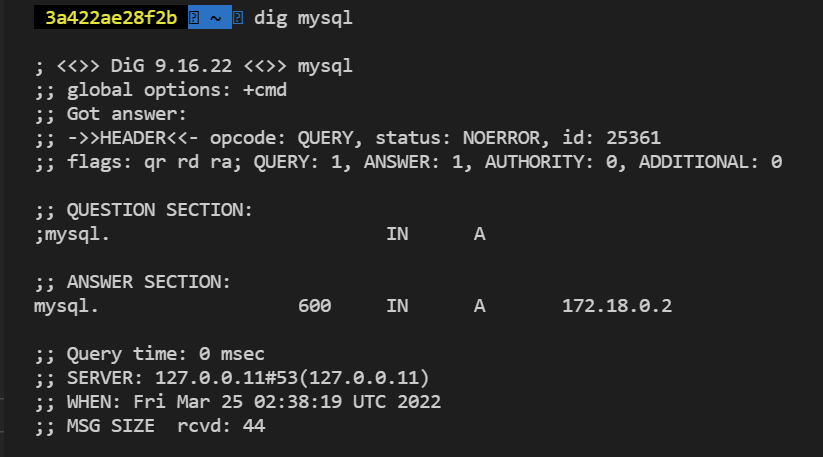 3a422ae28f2b ~ dig mysql
; <<>> DiG 9.16.22 <<>> mysql
;; global options: +cmd
;; Got answer:
;; ->>HEADER<<- opcode: QUERY, status: NOERROR, id: 25361
;; flags: qr rd ra; QUERY: 1, ANSWER: 1, AUTHORITY: 0, ADDITIONAL: 0
;; QUESTION SECTION:
;mysql. IN A
;; ANSWER SECTION:
mysql. 600 IN A 172.18.0.2
;; Query time: 0 msec
;; SERVER: 127.0.0.11#53(127.0.0.11)
;; WHEN: Fri Mar 25 02:38:19 UTC 2022
;; MSG SIZE rcvd: 44